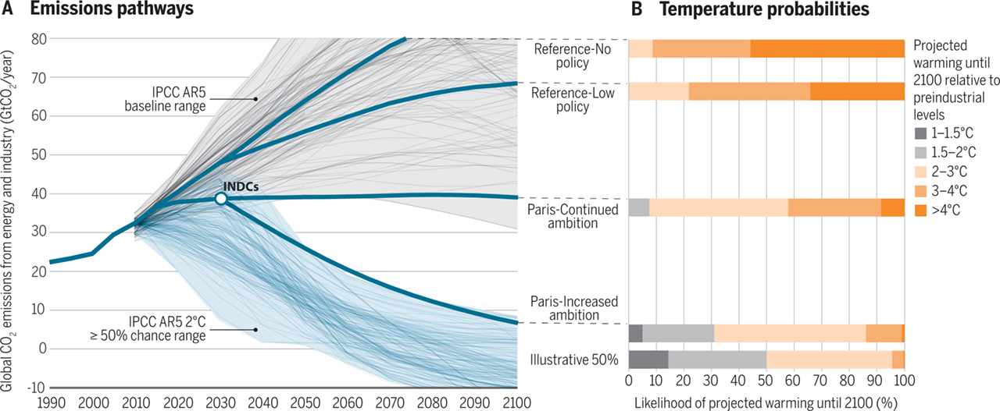 A Emissions pathways
Global CO₂ emissions from energy and industry (GtCO₂/year)
80
70
60
50
40
30
20
10
0
-10
1990 2000 2010 2020 2030 2040 2050 2060 2070 2080 2090 2100
IPCC AR5
baseline range
INDCs
IPCC AR5 2°C
≥ 50% chance range
Reference-No
policy
Reference-Low
policy
Paris-Continued
ambition
Paris-Increased
ambition
Illustrative 50%
B Temperature probabilities
0 10 20 30 40 50 60 70 80 90 100
Likelihood of projected warming until 2100 (%)
Projected
warming until
2100 relative to
preindustrial
levels
1–1.5°C
1.5–2°C
2–3°C
3–4°C
>4°C